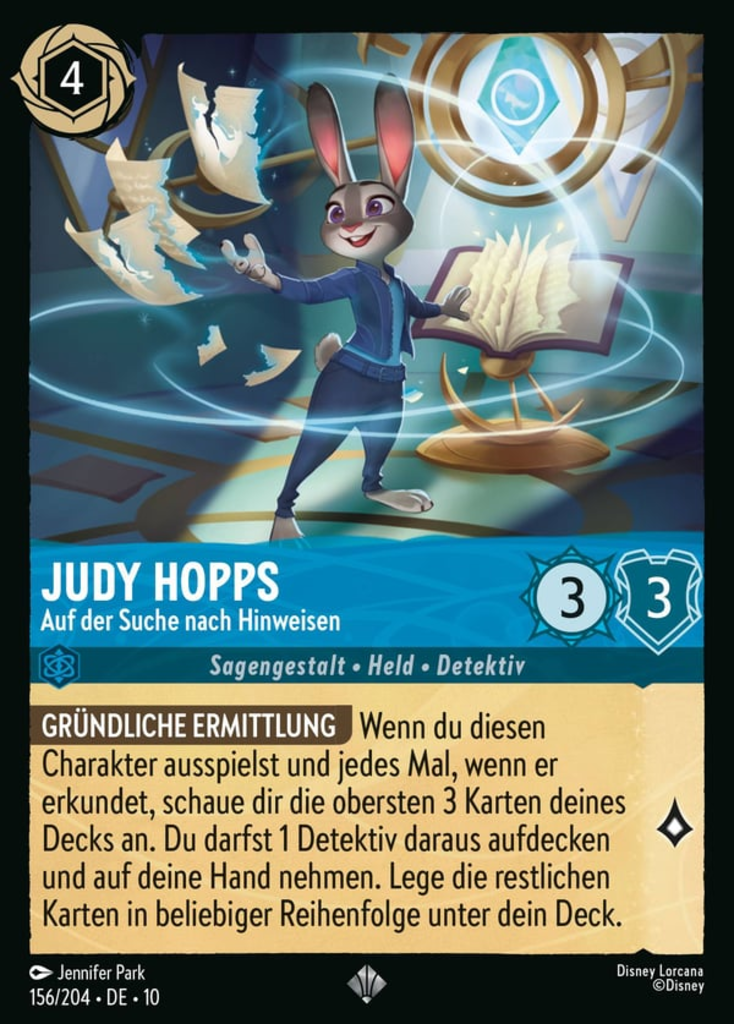 4
JUDY HOPPS
Auf der Suche nach Hinweisen
3
3
Sagengestalt • Held • Detektiv
GRÜNDLICHE ERMITTLUNG Wenn du diesen
Charakter ausspielst und jedes Mal, wenn er
erkundet, schaue dir die obersten 3 Karten deines
Decks an. Du darfst 1 Detektiv daraus aufdecken
und auf deine Hand nehmen. Lege die restlichen
Karten in beliebiger Reihenfolge unter dein Deck.
Jennifer Park
156/204 • DE • 10
Disney Lorcana
©Disney